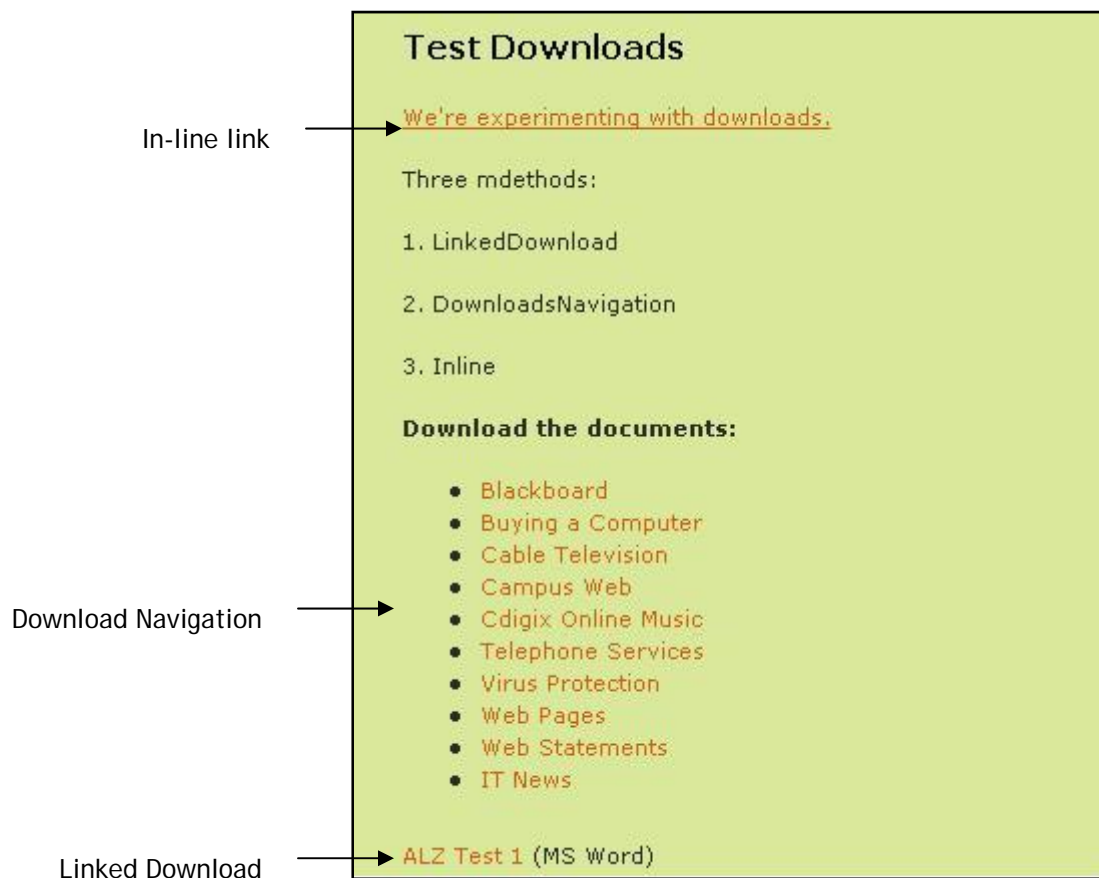 Test Downloads
In-line link
We're experimenting with downloads.
Three mdethods:
1. LinkedDownload
2. DownloadsNavigation
3. Inline
Download the documents:
• Blackboard
• Buying a Computer
• Cable Television
• Campus Web
Download Navigation
• Cdigix Online Music
• Telephone Services
• Virus Protection
• Web Pages
• Web Statements
• IT News
Linked Download
ALZ Test 1 (MS Word)